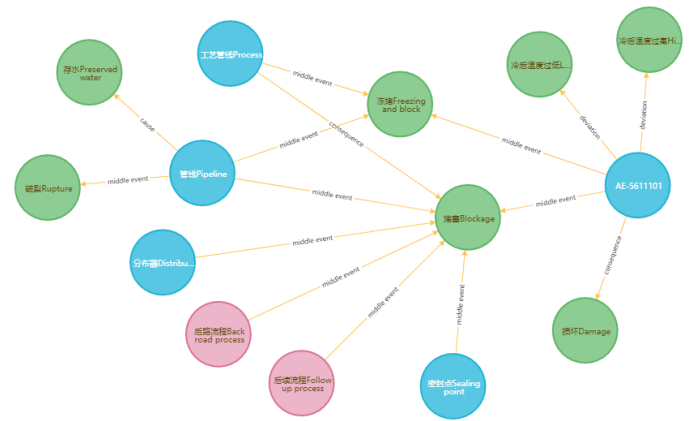 冷后温度过高Hi...
工艺管线Process
存水Preserved
water
冷后温度过低L...
middle event
冻堵Freezing
and block
deviation
deviation
cause
consequence
middle event
middle event
管线Pipeline
middle event
破裂Rupture
AE-S611101
middle event
middle event
堵塞Blockage
middle event
分布器Distribu...
consequence
middle event
middle event
middle event
后路流程Back
road process
损坏Damage
后续流程Follow
up process
密封点Sealing
point